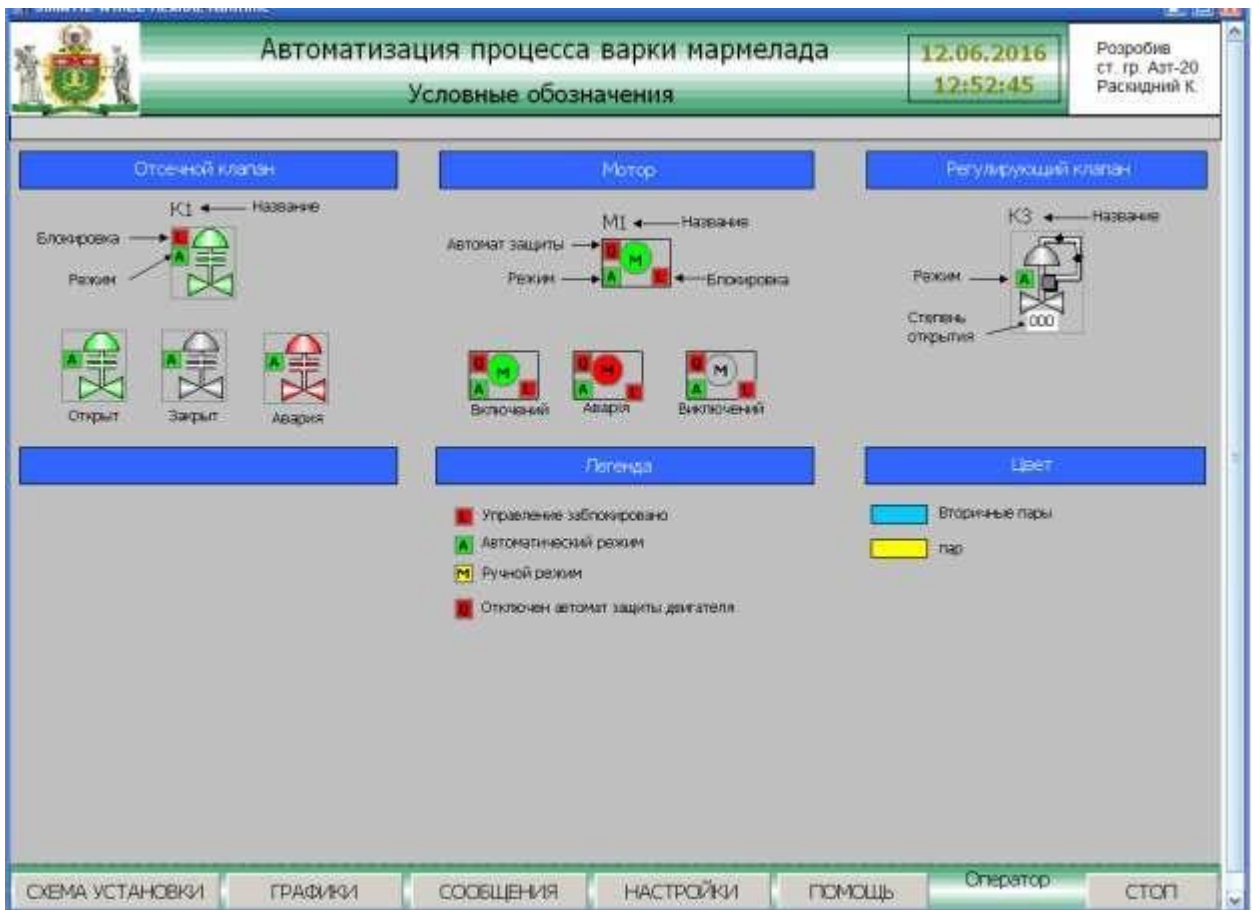 Автоматизация процесса варки мармелада
Условные обозначения
12.06.2016
12:52:45
Розробив
ст. гр. Азт-20
Раскидний К.
Отсечной клапан
К1
Название
Блокировка
L
A
Режим
A
Открыт
A
Закрыт
A
Авария
Мотор
М1
Название
Автомат защиты
Q
M
Режим
A
L
Блокировка
Q
M
A
L
Включений
Q
M
A
L
Аварія
Q
M
A
L
Виключений
Регулирующий клапан
К3
Название
Режим
A
Степень
открытия
000
Легенда
L Управление заблокировано
A Автоматический режим
M Ручной режим
Q Отключен автомат защиты двигателя
Цвет
Вторичные пары
пар
СХЕМА УСТАНОВКИ
ГРАФИКИ
СООБЩЕНИЯ
НАСТРОЙКИ
ПОМОЩЬ
Оператор
СТОП